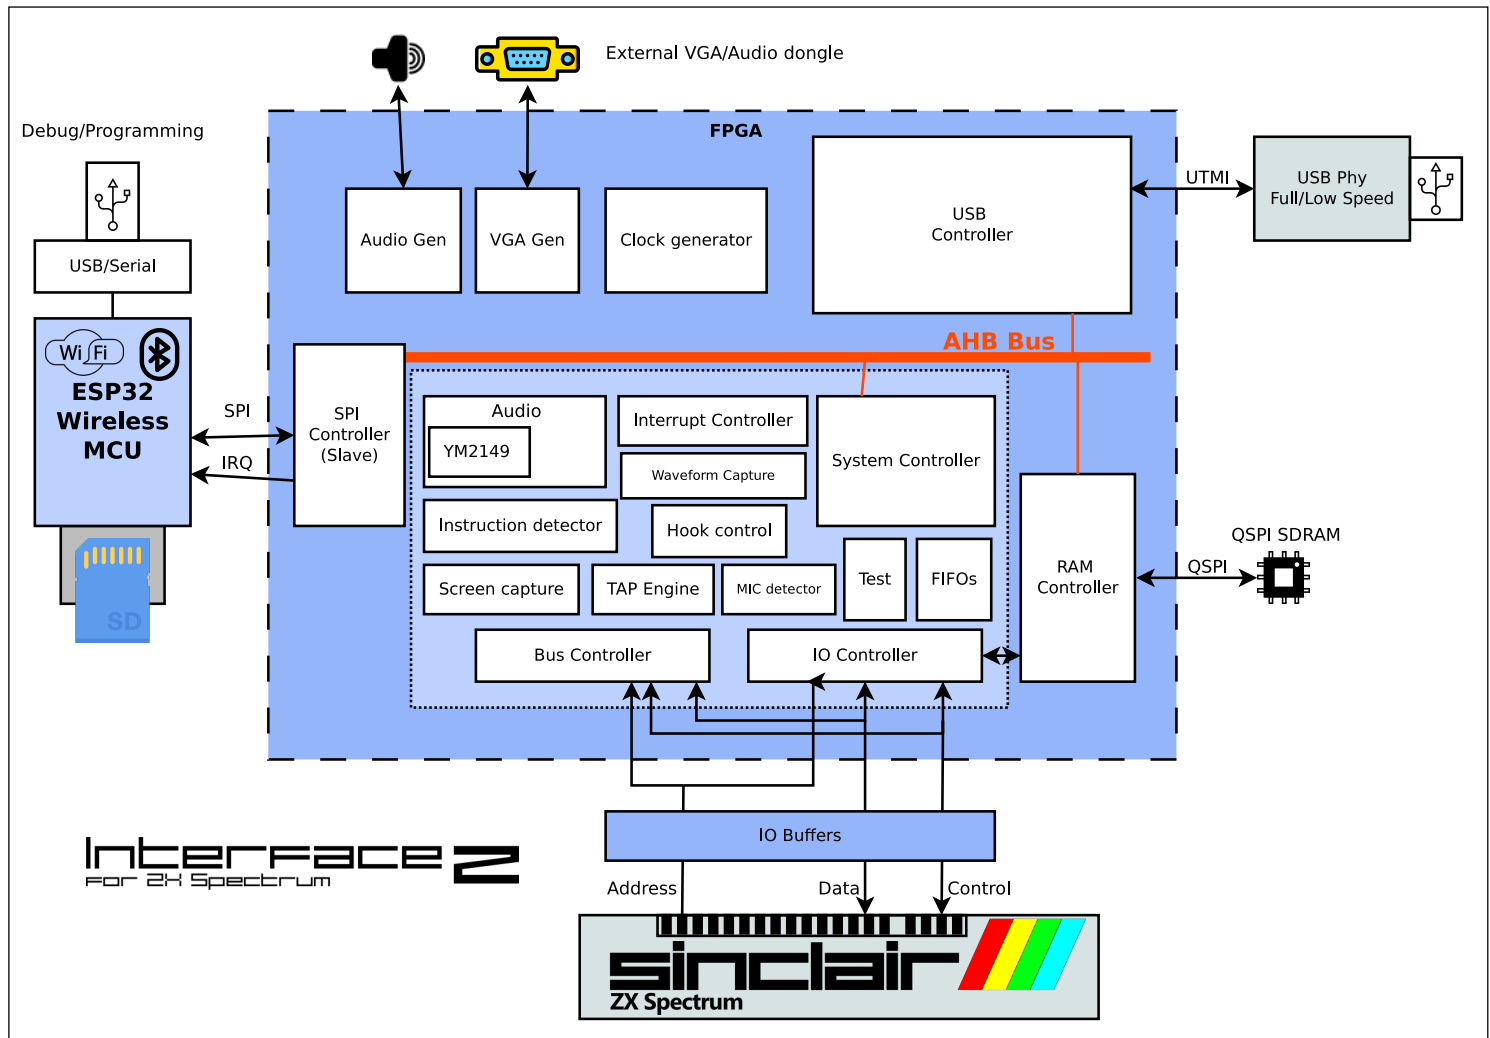 External VGA/Audio dongle
Debug/Programming
FPGA
USB/Serial
Audio Gen
VGA Gen
Clock generator
USB
Controller
UTMI
USB Phy
Full/Low Speed
WiFi
ESP32
Wireless
MCU
SPI
IRQ
SD
SPI
Controller
(Slave)
AHB Bus
Audio
YM2149
Interrupt Controller
Waveform Capture
System Controller
Instruction detector
Hook control
Screen capture
TAP Engine
MIC detector
Test
FIFOs
Bus Controller
IO Controller
RAM
Controller
QSPI
QSPI SDRAM
IO Buffers
Interface Z
for ZX Spectrum
Address
Data
Control
sinclair
ZX Spectrum